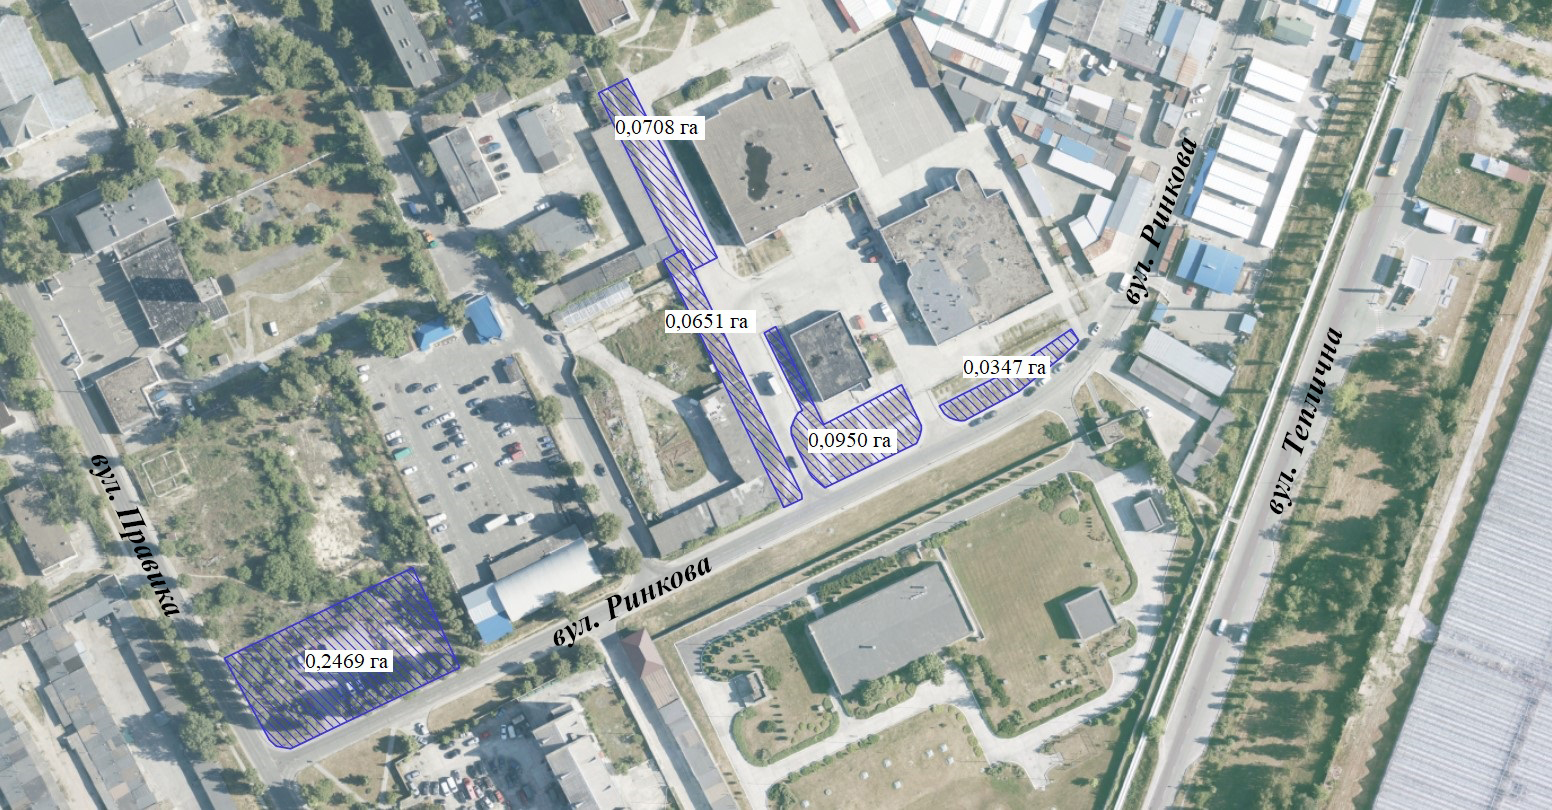 0,0708 га
вул. Ринкова
0,0651 га
0,0347 га
вул. Теплична
0,0950 га
вул. Правика
вул. Ринкова
0,2469 га